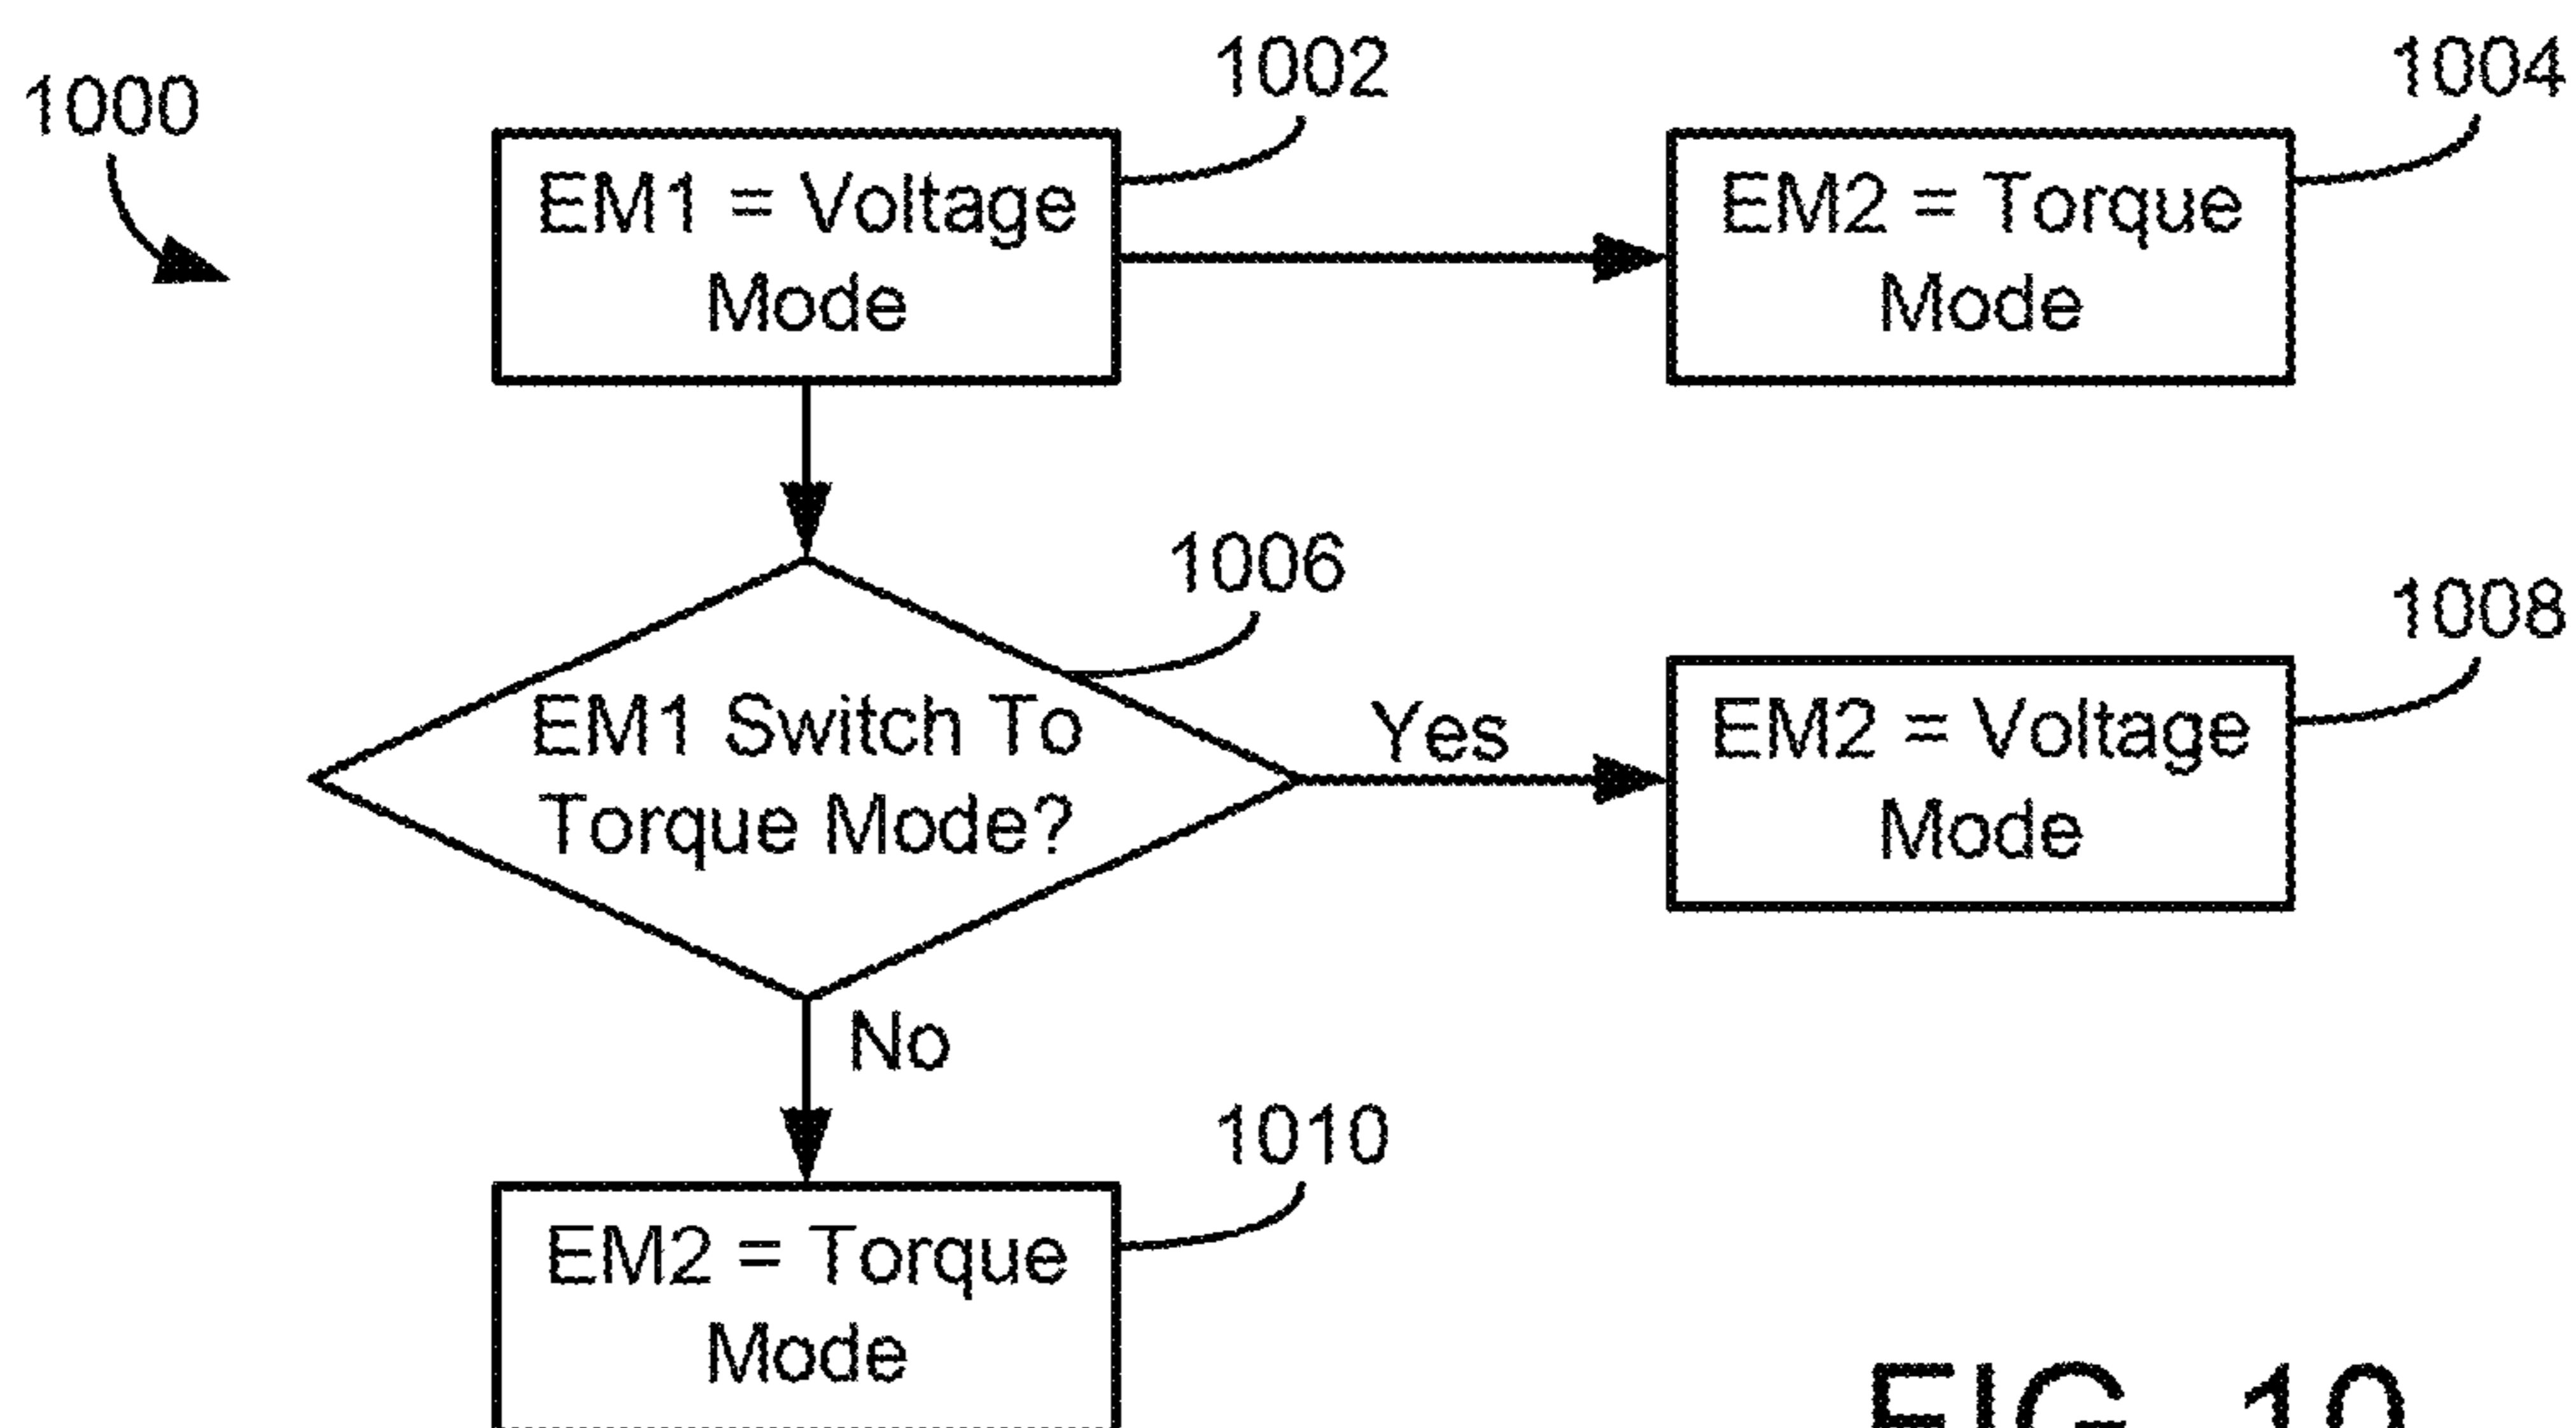 1000
1002
1004
EM1 = Voltage
Mode
EM2 = Torque
Mode
1006
1008
EM1 Switch To
Torque Mode?
Yes
EM2 = Voltage
Mode
No
1010
EM2 = Torque
Mode
FIG. 10